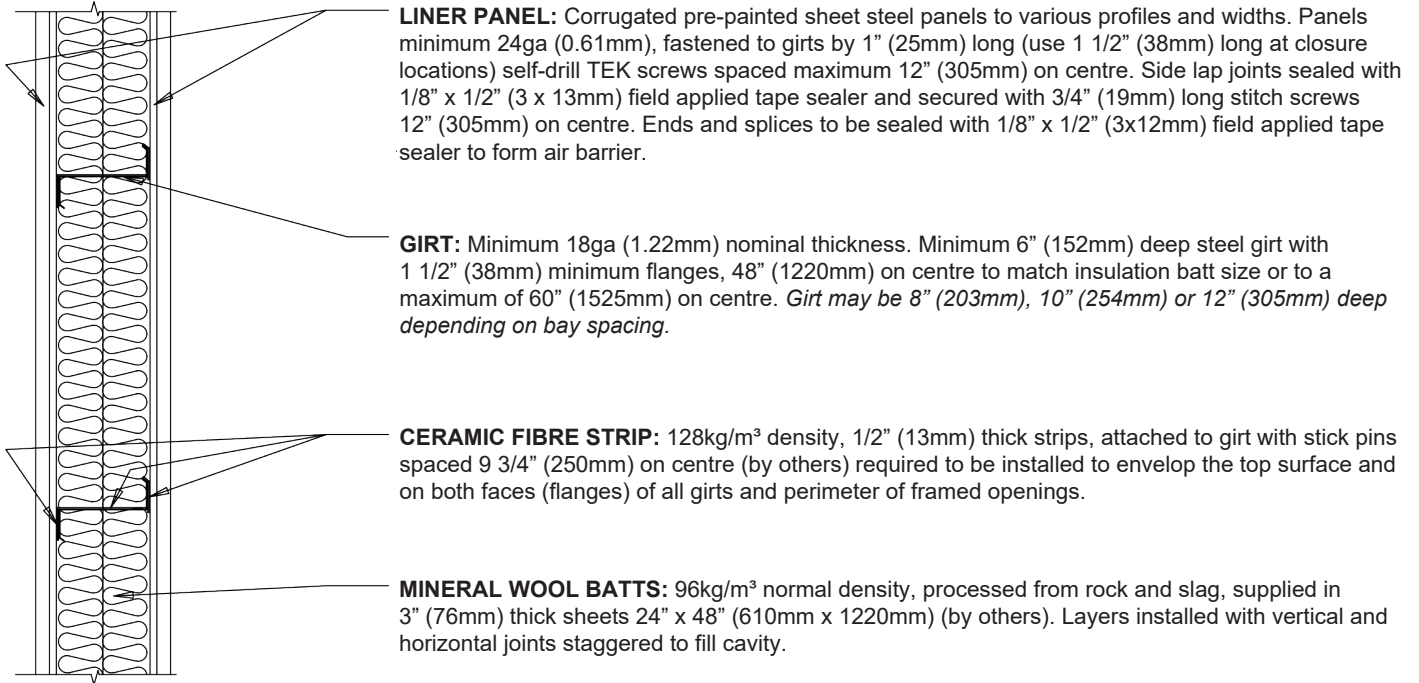 LINER PANEL: Corrugated pre-painted sheet steel panels to various profiles and widths. Panels
minimum 24ga (0.61mm), fastened to girts by 1” (25mm) long (use 1 1/2” (38mm) long at closure
locations) self-drill TEK screws spaced maximum 12” (305mm) on centre. Side lap joints sealed with
1/8” x 1/2” (3 x 13mm) field applied tape sealer and secured with 3/4” (19mm) long stitch screws
12” (305mm) on centre. Ends and splices to be sealed with 1/8” x 1/2” (3x12mm) field applied tape
sealer to form air barrier.
GIRT: Minimum 18ga (1.22mm) nominal thickness. Minimum 6” (152mm) deep steel girt with
1 1/2” (38mm) minimum flanges, 48” (1220mm) on centre to match insulation batt size or to a
maximum of 60” (1525mm) on centre. Girt may be 8” (203mm), 10” (254mm) or 12” (305mm) deep
depending on bay spacing.
CERAMIC FIBRE STRIP: 128kg/m³ density, 1/2” (13mm) thick strips, attached to girt with stick pins
spaced 9 3/4” (250mm) on centre (by others) required to be installed to envelop the top surface and
on both faces (flanges) of all girts and perimeter of framed openings.
MINERAL WOOL BATTS: 96kg/m³ normal density, processed from rock and slag, supplied in
3” (76mm) thick sheets 24” x 48” (610mm x 1220mm) (by others). Layers installed with vertical and
horizontal joints staggered to fill cavity.